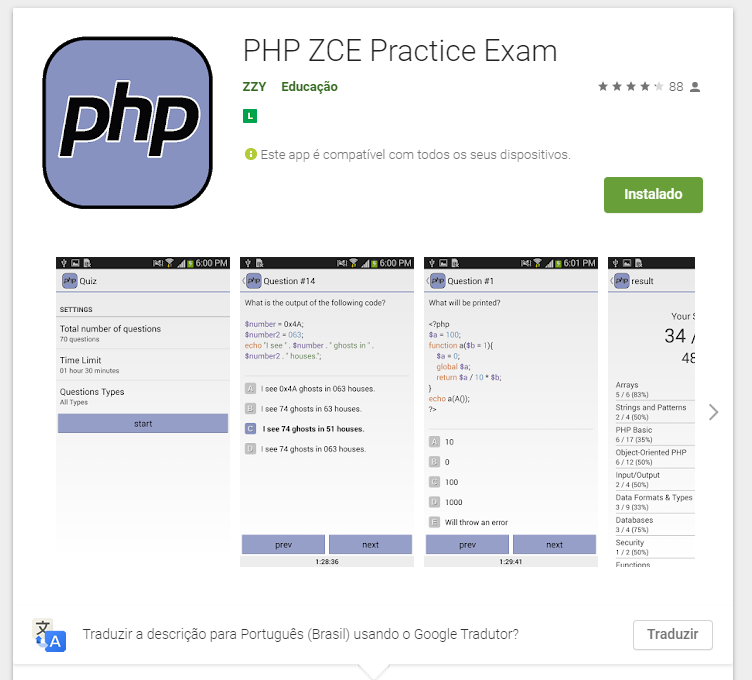 php
PHP ZCE Practice Exam
ZZY Educação
88
L
Este app é compatível com todos os seus dispositivos.
Instalado
6:00 PM
php Quiz
SETTINGS
Total number of questions
70 questions
Time Limit
01 hour 30 minutes
Questions Types
All Types
start
6:00 PM
php Question #14
What is the output of the following code?
$number = 0x4A;
$number2 = 063;
echo "I see " . $number . " ghosts in " .
$number2 . " houses.";
A I see 0x4A ghosts in 063 houses.
B I see 74 ghosts in 63 houses.
C I see 74 ghosts in 51 houses.
D I see 74 ghosts in 063 houses.
prev next
1:28:36
6:01 PM
php Question #1
What will be printed?
<?php
$a = 100;
function a($b = 1){
$a = 0;
global $a;
return $a / 10 * $b;
}
echo a(A());
?>
A 10
B 0
C 100
D 1000
E Will throw an error
prev next
1:29:41
php result
Your
34
48
Arrays
5 / 6 (83%)
Strings and Patterns
2 / 4 (50%)
PHP Basic
6 / 17 (35%)
Object-Oriented PHP
6 / 12 (50%)
Input/Output
2 / 4 (50%)
Data Formats & Types
3 / 9 (33%)
Databases
3 / 4 (75%)
Security
1 / 2 (50%)
Functions
文
A
Traduzir a descrição para Português (Brasil) usando o Google Tradutor?
Traduzir